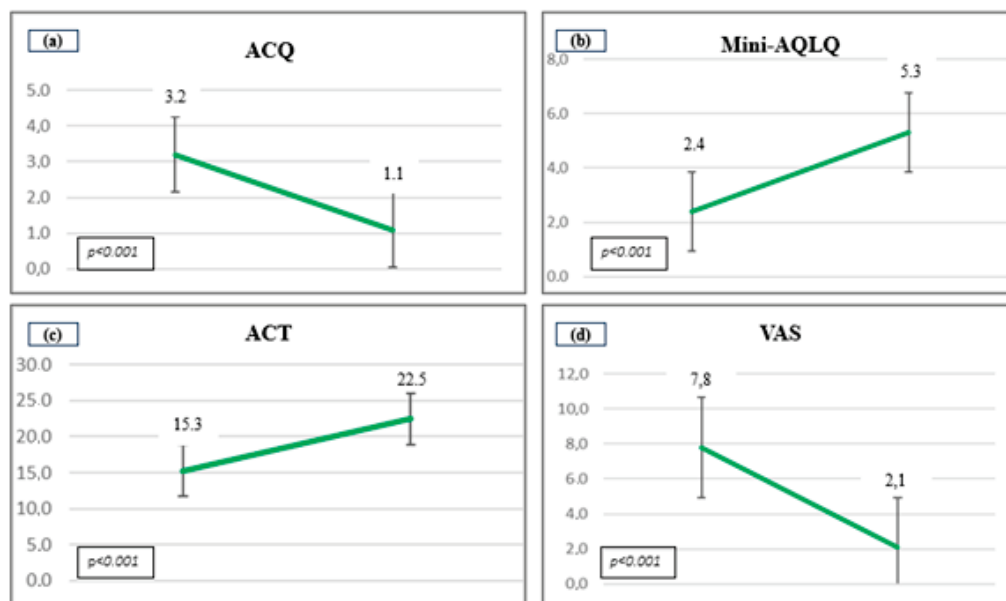 (a)
ACQ
5.0
4,0
3.0
2.0
1.0
0,0
3.2
1.1
p<0.001
(b)
Mini-AQLQ
8,0
6.0
4.0
2.0
0.0
2.4
5.3
p<0.001
(c)
ACT
30.0
25.0
20.0
15,0
10.0
5.0
0.0
15.3
22.5
p<0.001
(d)
VAS
12,0
10,0
8,0
6,0
4,0
2,0
0,0
7,8
2,1
p<0.001